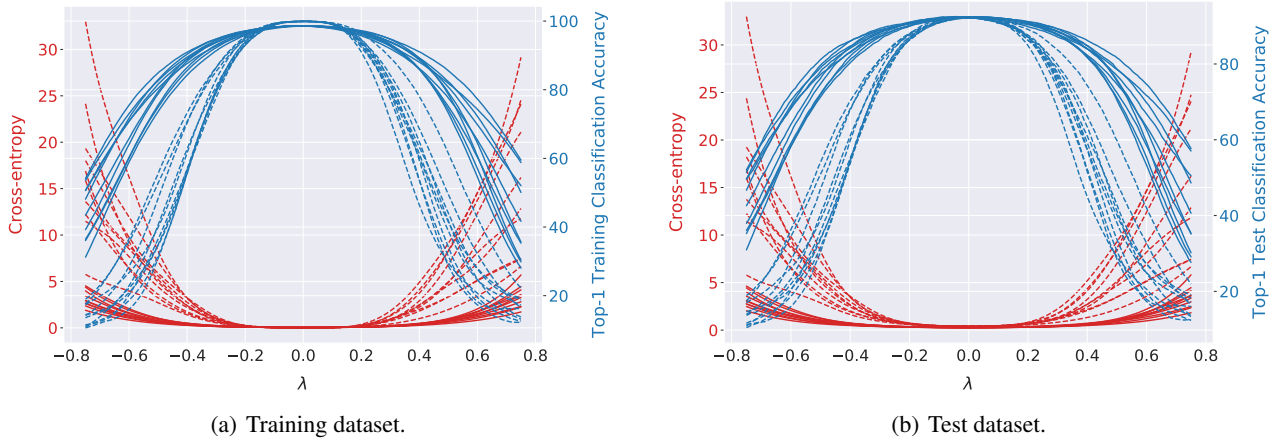 Cross-entropy
30
25
20
15
10
5
0
100
80
60
40
20
Top-1 Training Classification Accuracy
−0.8 −0.6 −0.4 −0.2 0.0 0.2 0.4 0.6 0.8
λ
(a) Training dataset.
Cross-entropy
30
25
20
15
10
5
0
80
60
40
20
Top-1 Test Classification Accuracy
−0.8 −0.6 −0.4 −0.2 0.0 0.2 0.4 0.6 0.8
λ
(b) Test dataset.